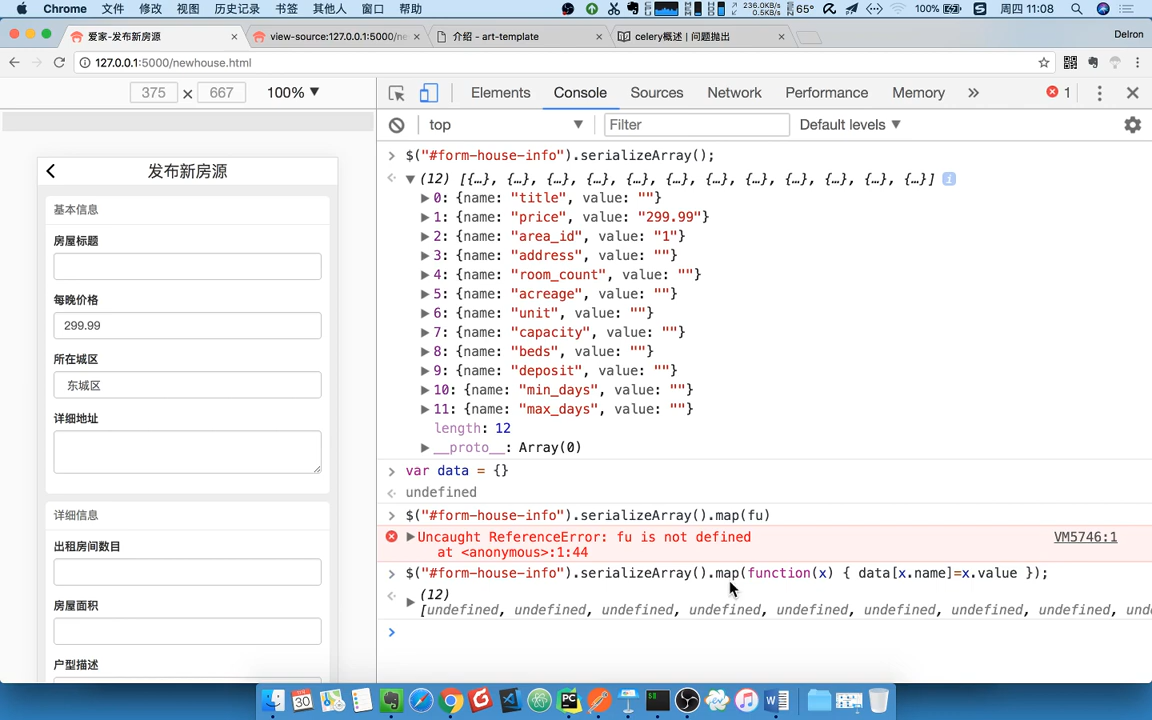 Chrome 文件 修改 视图 历史记录 书签 其他人 窗口 帮助 236.0KB/s 0.5KB/s 65° 100% 周四 11:08
爱家-发布新房源 × view-source:127.0.0.1:5000/ne × 介绍 - art-template × celery概述 | 问题抛出 × Delron
127.0.0.1:5000/newhouse.html
375 × 667 100% ▼
Elements Console Sources Network Performance Memory » 1
top ▼ Filter Default levels ▼
发布新房源
基本信息
房屋标题
每晚价格
299.99
所在城区
东城区
详细地址
详细信息
出租房间数目
房屋面积
户型描述
> $("#form-house-info").serializeArray();
▼ (12) [{…}, {…}, {…}, {…}, {…}, {…}, {…}, {…}, {…}, {…}, {…}, {…}] i
▶ 0: {name: "title", value: ""}
▶ 1: {name: "price", value: "299.99"}
▶ 2: {name: "area_id", value: "1"}
▶ 3: {name: "address", value: ""}
▶ 4: {name: "room_count", value: ""}
▶ 5: {name: "acreage", value: ""}
▶ 6: {name: "unit", value: ""}
▶ 7: {name: "capacity", value: ""}
▶ 8: {name: "beds", value: ""}
▶ 9: {name: "deposit", value: ""}
▶ 10: {name: "min_days", value: ""}
▶ 11: {name: "max_days", value: ""}
length: 12
▶ __proto__: Array(0)
> var data = {}
undefined
> $("#form-house-info").serializeArray().map(fu)
▶ Uncaught ReferenceError: fu is not defined VM5746:1
at <anonymous>:1:44
> $("#form-house-info").serializeArray().map(function(x) { data[x.name]=x.value });
(12)
▶ [undefined, undefined, undefined, undefined, undefined, undefined, undefined, undefined, und
>